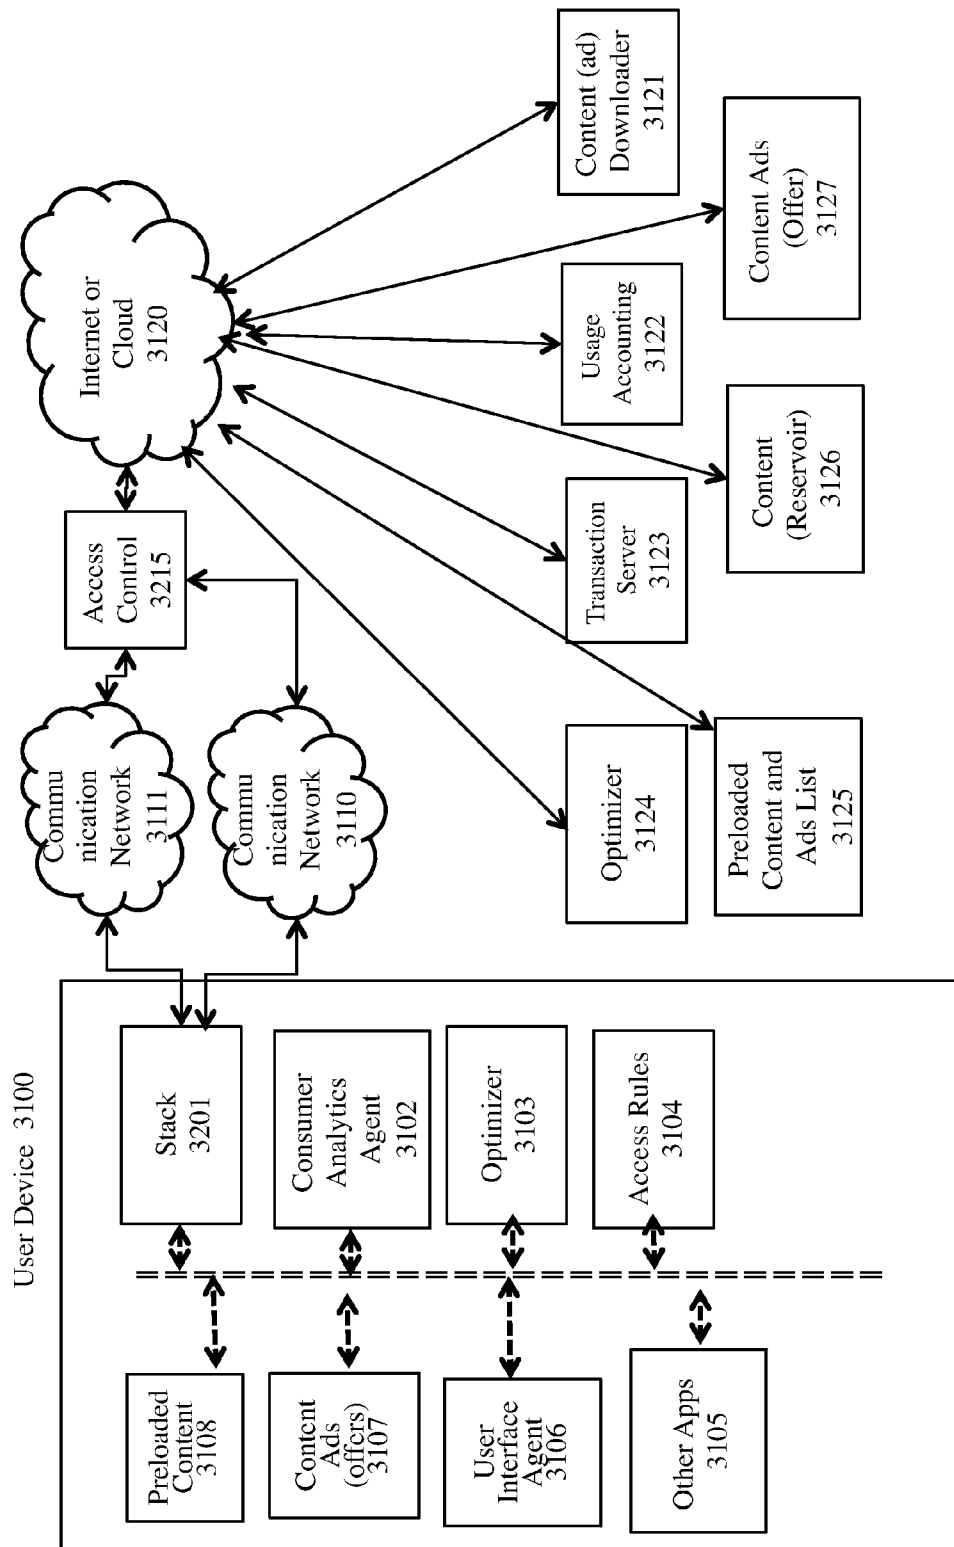 User Device 3100
Preloaded
Content
3108
Content
Ads
(offers)
3107
User
Interface
Agent
3106
Other Apps
3105
Stack
3201
Consumer
Analytics
Agent
3102
Optimizer
3103
Access Rules
3104
Commu
nication
Network
3111
Commu
nication
Network
3110
Access
Control
3215
Internet or
Cloud
3120
Optimizer
3124
Preloaded
Content and
Ads List
3125
Transaction
Server
3123
Content
(Reservoir)
3126
Usage
Accounting
3122
Content Ads
(Offer)
3127
Content (ad)
Downloader
3121